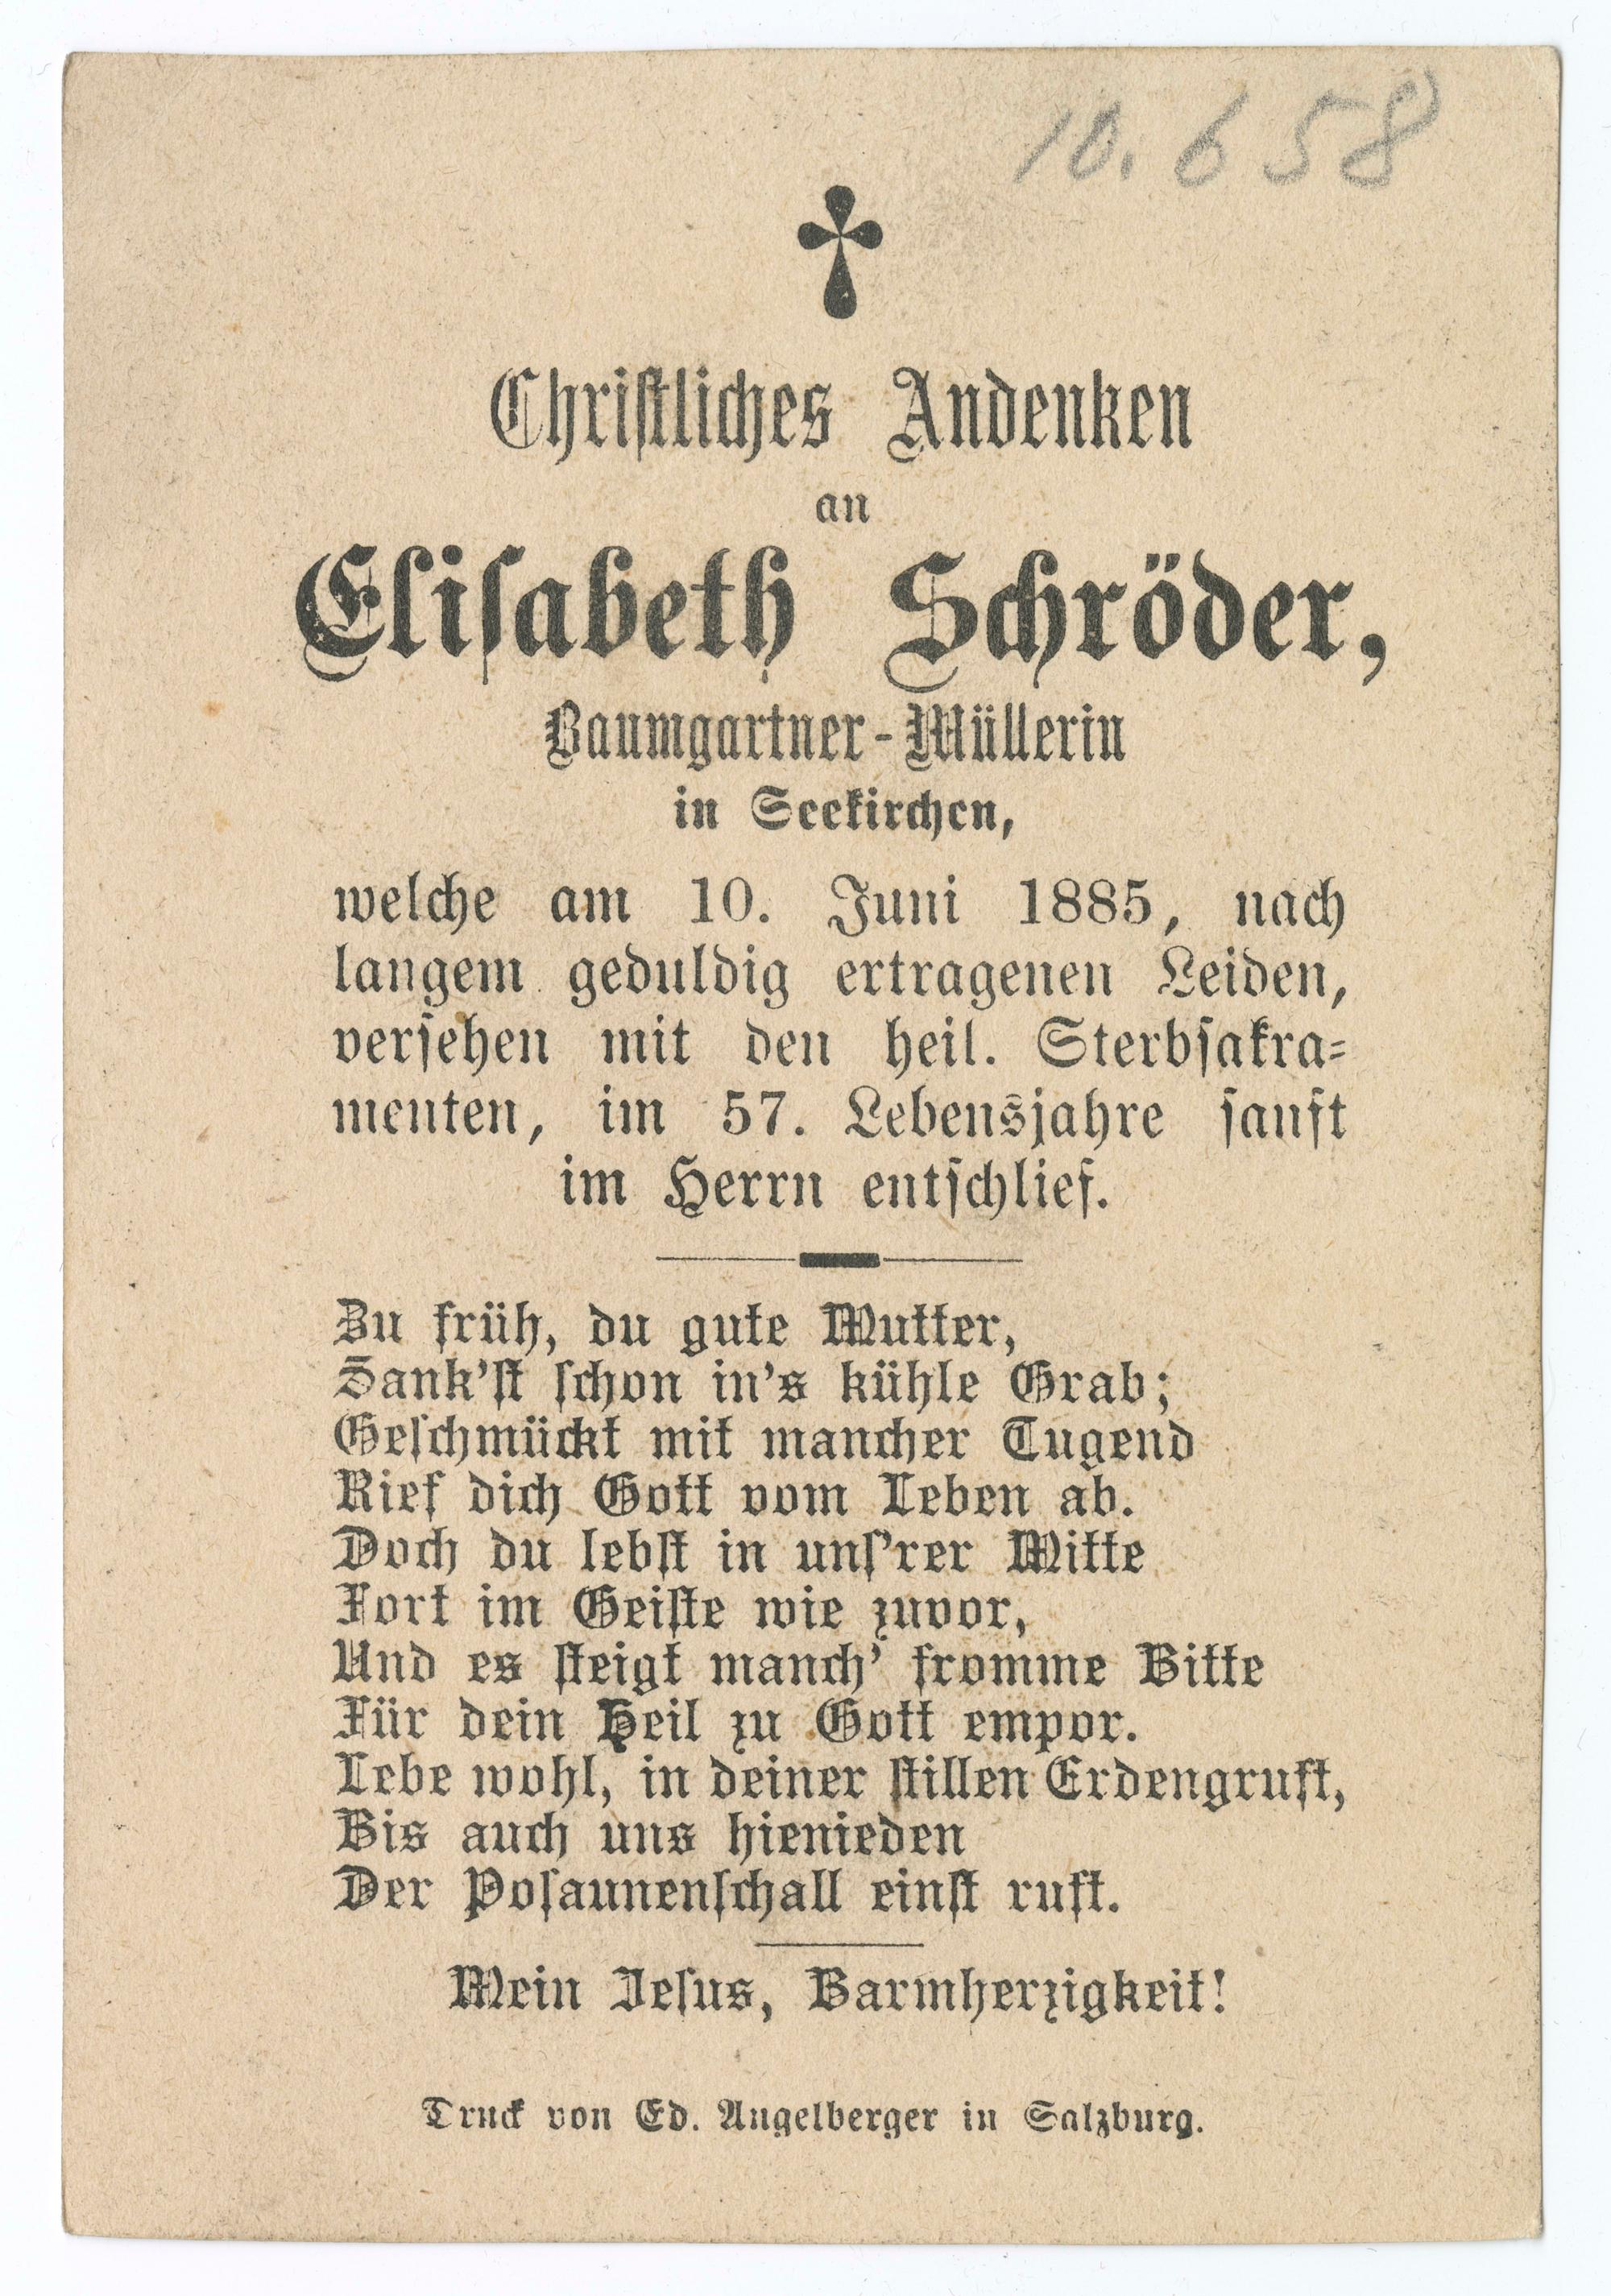 10.658
Christliches Andenken
an
Elisabeth Schröder,
Baumgartner-Müllerin
in Seekirchen,
welche am 10. Juni 1885, nach
langem geduldig ertragenen Leiden,
versehen mit den heil. Sterbsakra-
menten, im 57. Lebensjahre sanft
im Herrn entschlief.
Zu früh, du gute Mutter,
Sank'st schon in's kühle Grab;
Geschmückt mit mancher Tugend
Rief dich Gott vom Leben ab.
Doch du lebst in uns'rer Mitte
Fort im Geiste wie zuvor,
Und es steigt manch' fromme Bitte
Für dein Heil zu Gott empor.
Lebe wohl, in deiner stillen Erdengruft,
Bis auch uns hienieden
Der Posaunenschall einst ruft.
Mein Jesus, Barmherzigkeit!
Druck von Ed. Angelberger in Salzburg.